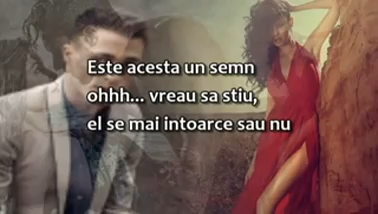 Este acesta un semn
ohhh... vreau sa stiu,
el se mai intoarce sau nu